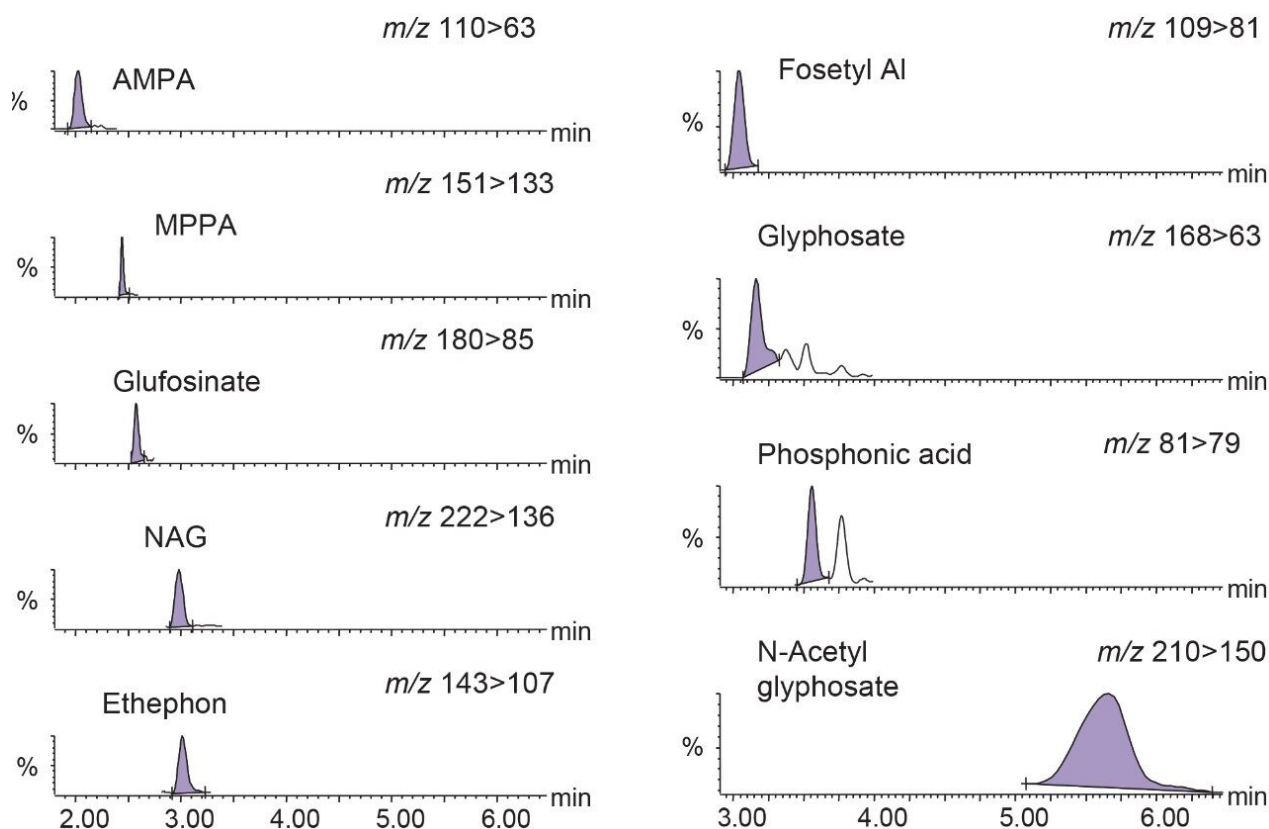 m/z 110>63
AMPA
%
min
m/z 151>133
MPPA
%
min
m/z 180>85
Glufosinate
%
min
m/z 222>136
NAG
%
min
m/z 143>107
Ethephon
%
min
2.00 3.00 4.00 5.00 6.00
m/z 109>81
Fosetyl Al
%
min
Glyphosate
m/z 168>63
%
min
m/z 81>79
Phosphonic acid
%
min
N-Acetyl
glyphosate
m/z 210>150
%
min
3.00 4.00 5.00 6.00